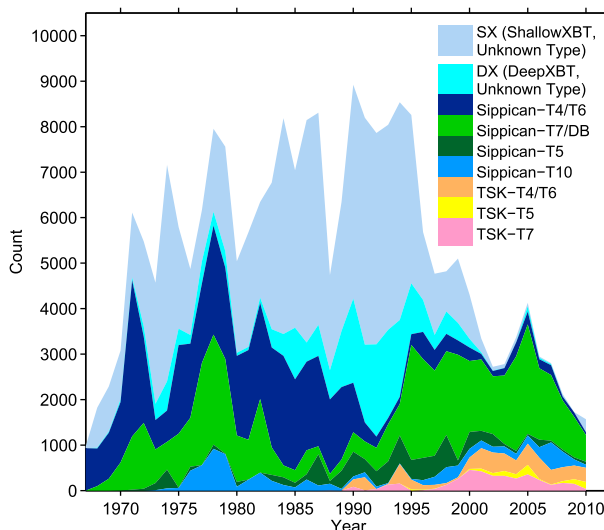 10000
9000
8000
7000
6000
5000
4000
3000
2000
1000
0
Count
SX (ShallowXBT,
Unknown Type)
DX (DeepXBT,
Unknown Type)
Sippican−T4/T6
Sippican−T7/DB
Sippican−T5
Sippican−T10
TSK−T4/T6
TSK−T5
TSK−T7
1970 1975 1980 1985 1990 1995 2000 2005 2010
Year